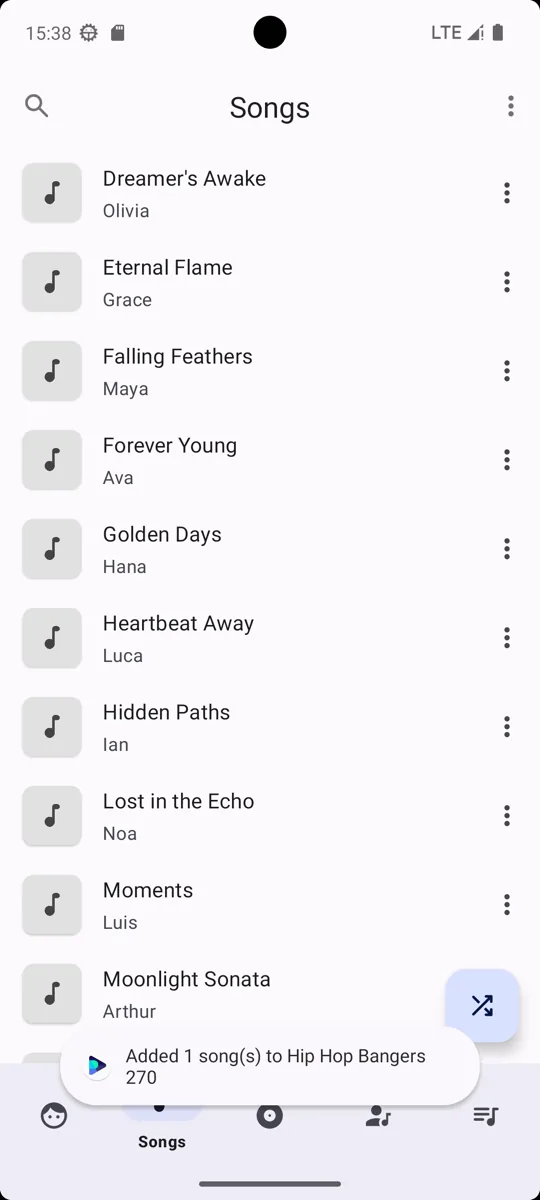 15:38
LTE
Songs
Dreamer's Awake
Olivia
Eternal Flame
Grace
Falling Feathers
Maya
Forever Young
Ava
Golden Days
Hana
Heartbeat Away
Luca
Hidden Paths
Ian
Lost in the Echo
Noa
Moments
Luis
Moonlight Sonata
Arthur
Added 1 song(s) to Hip Hop Bangers
270
Songs